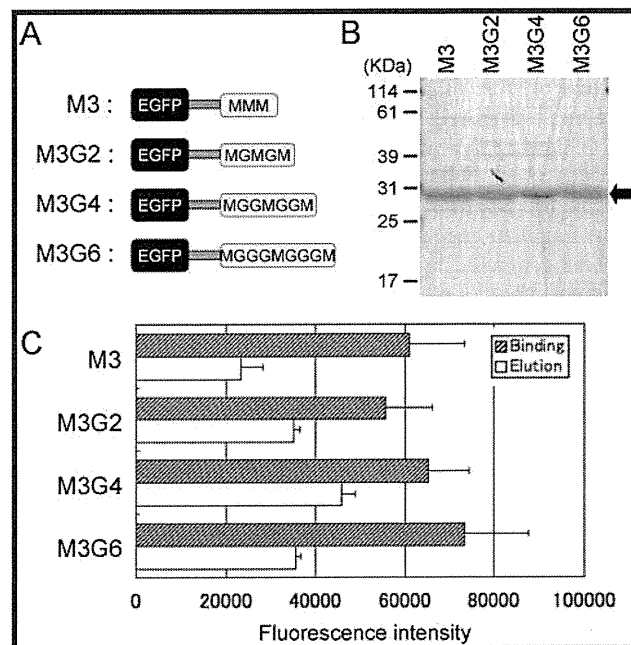 A
M3 : EGFP MMM
M3G2 : EGFP MGMGM
M3G4 : EGFP MGGMGGM
M3G6 : EGFP MGGGMGGGM
B
(KDa) M3 M3G2 M3G4 M3G6
114
61
39
31
25
17
C
Binding
Elution
M3
M3G2
M3G4
M3G6
0 20000 40000 60000 80000 100000
Fluorescence intensity